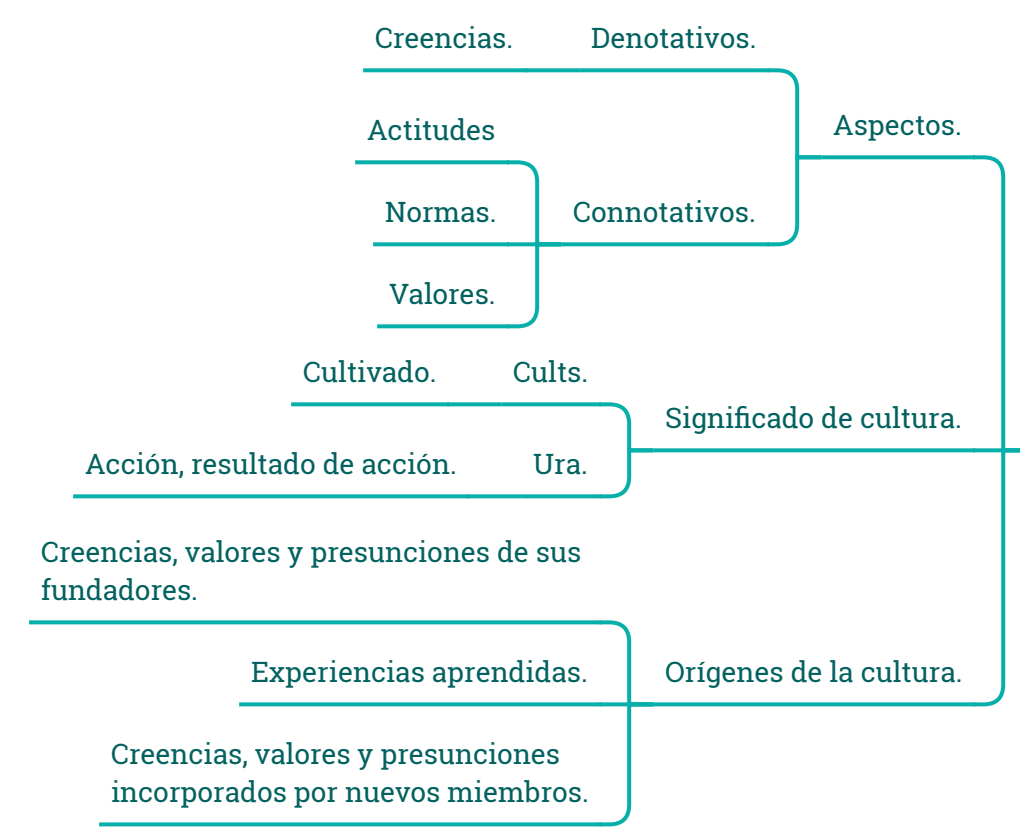 Creencias.
Denotativos.
Aspectos.
Actitudes
Normas.
Connotativos.
Valores.
Cultivado.
Cults.
Significado de cultura.
Acción, resultado de acción.
Ura.
Creencias, valores y presunciones de sus
fundadores.
Experiencias aprendidas.
Orígenes de la cultura.
Creencias, valores y presunciones
incorporados por nuevos miembros.